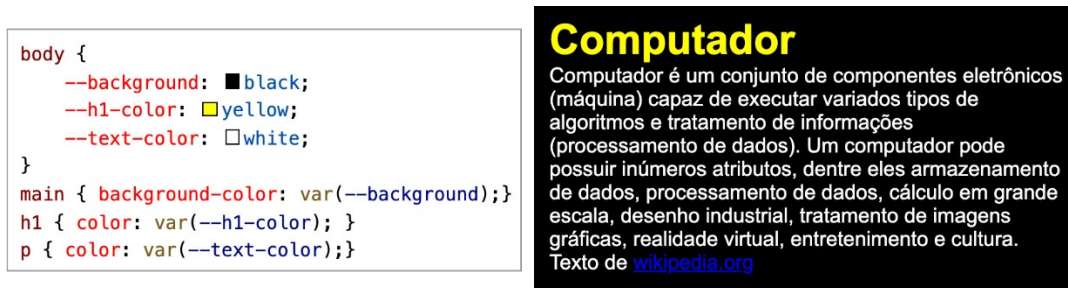 body {
--background: black;
--h1-color: yellow;
--text-color: white;
}
main { background-color: var(--background);}
h1 { color: var(--h1-color); }
p { color: var(--text-color);}
Computador
Computador é um conjunto de componentes eletrônicos
(máquina) capaz de executar variados tipos de
algoritmos e tratamento de informações
(processamento de dados). Um computador pode
possuir inúmeros atributos, dentre eles armazenamento
de dados, processamento de dados, cálculo em grande
escala, desenho industrial, tratamento de imagens
gráficas, realidade virtual, entretenimento e cultura.
Texto de wikipedia.org